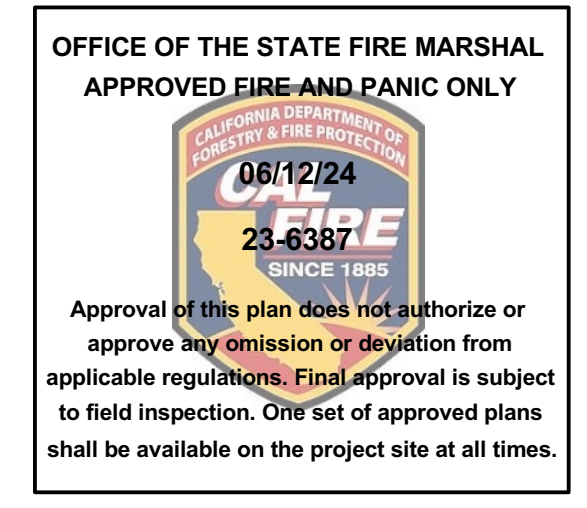 OFFICE OF THE STATE FIRE MARSHAL
APPROVED FIRE AND PANIC ONLY
CALIFORNIA DEPARTMENT OF
FORESTRY & FIRE PROTECTION
06/12/24
CAL
FIRE
23-6387
SINCE 1885
Approval of this plan does not authorize or
approve any omission or deviation from
applicable regulations. Final approval is subject
to field inspection. One set of approved plans
shall be available on the project site at all times.